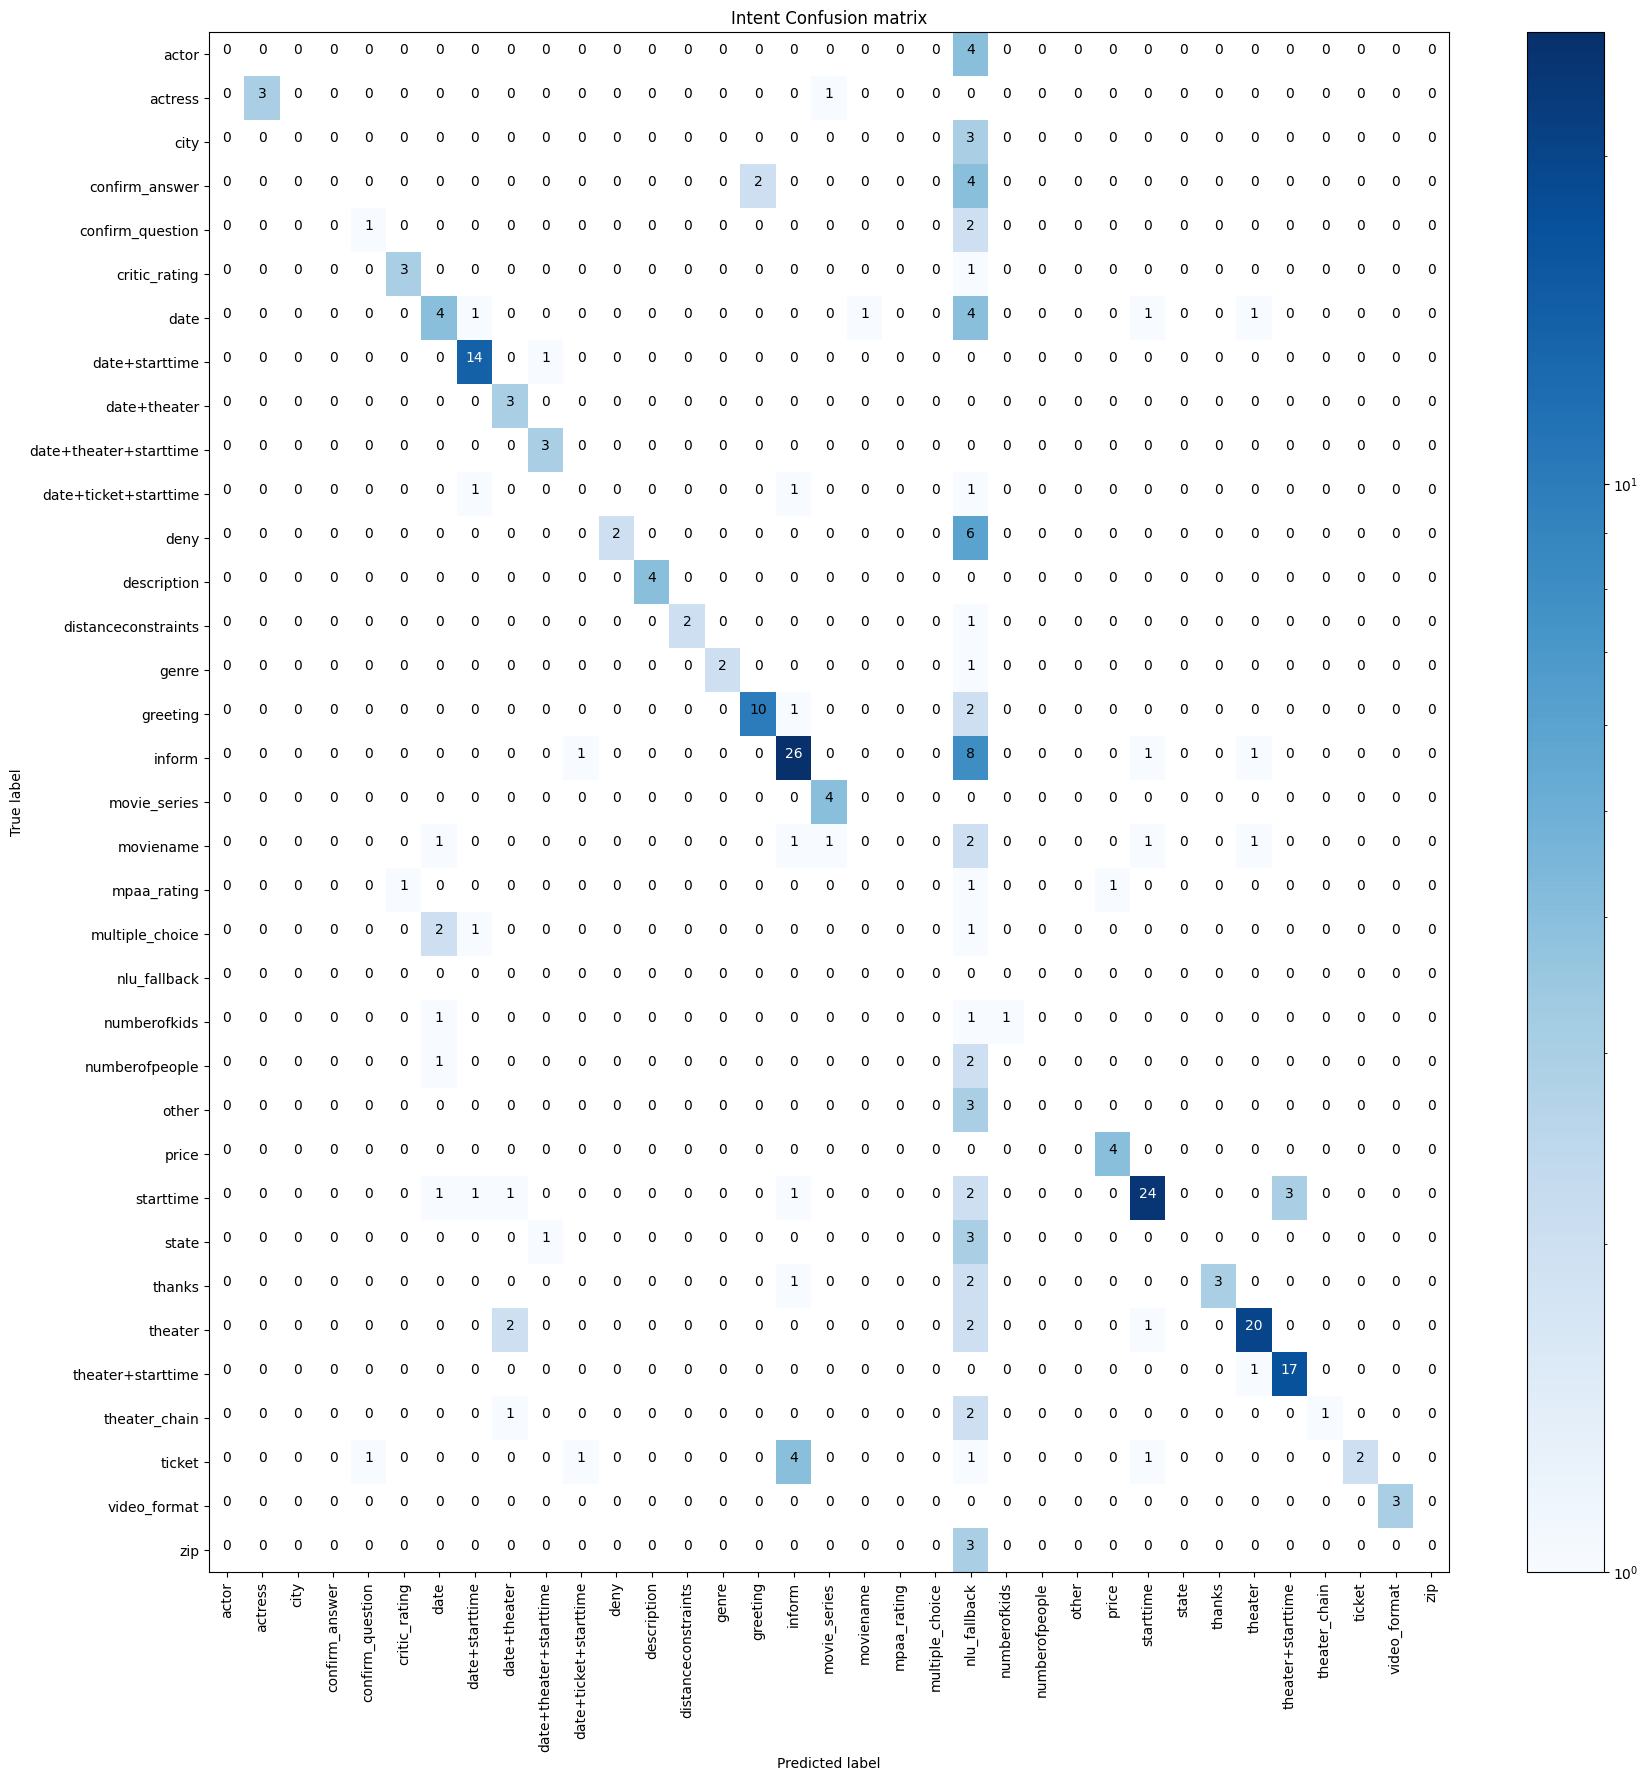 Intent Confusion matrix
actor 0 0 0 0 0 0 0 0 0 0 0 0 0 0 0 0 0 0 0 0 0 4 0 0 0 0 0 0 0 0 0 0 0 0 0
actress 0 3 0 0 0 0 0 0 0 0 0 0 0 0 0 0 0 1 0 0 0 0 0 0 0 0 0 0 0 0 0 0 0 0 0
city 0 0 0 0 0 0 0 0 0 0 0 0 0 0 0 0 0 0 0 0 0 3 0 0 0 0 0 0 0 0 0 0 0 0 0
confirm_answer 0 0 0 0 0 0 0 0 0 0 0 0 0 0 0 2 0 0 0 0 0 4 0 0 0 0 0 0 0 0 0 0 0 0 0
confirm_question 0 0 0 0 1 0 0 0 0 0 0 0 0 0 0 0 0 0 0 0 0 2 0 0 0 0 0 0 0 0 0 0 0 0 0
critic_rating 0 0 0 0 0 3 0 0 0 0 0 0 0 0 0 0 0 0 0 0 0 1 0 0 0 0 0 0 0 0 0 0 0 0 0
date 0 0 0 0 0 0 4 1 0 0 0 0 0 0 0 0 0 0 1 0 0 4 0 0 0 0 1 0 0 1 0 0 0 0 0
date+starttime 0 0 0 0 0 0 0 14 0 1 0 0 0 0 0 0 0 0 0 0 0 0 0 0 0 0 0 0 0 0 0 0 0 0 0
date+theater 0 0 0 0 0 0 0 0 3 0 0 0 0 0 0 0 0 0 0 0 0 0 0 0 0 0 0 0 0 0 0 0 0 0 0
date+theater+starttime 0 0 0 0 0 0 0 0 0 3 0 0 0 0 0 0 0 0 0 0 0 0 0 0 0 0 0 0 0 0 0 0 0 0 0
date+ticket+starttime 0 0 0 0 0 0 0 1 0 0 0 0 0 0 0 0 1 0 0 0 0 1 0 0 0 0 0 0 0 0 0 0 0 0 0
deny 0 0 0 0 0 0 0 0 0 0 0 2 0 0 0 0 0 0 0 0 0 6 0 0 0 0 0 0 0 0 0 0 0 0 0
description 0 0 0 0 0 0 0 0 0 0 0 0 4 0 0 0 0 0 0 0 0 0 0 0 0 0 0 0 0 0 0 0 0 0 0
distanceconstraints 0 0 0 0 0 0 0 0 0 0 0 0 0 2 0 0 0 0 0 0 0 1 0 0 0 0 0 0 0 0 0 0 0 0 0
genre 0 0 0 0 0 0 0 0 0 0 0 0 0 0 2 0 0 0 0 0 0 1 0 0 0 0 0 0 0 0 0 0 0 0 0
greeting 0 0 0 0 0 0 0 0 0 0 0 0 0 0 0 10 1 0 0 0 0 2 0 0 0 0 0 0 0 0 0 0 0 0 0
inform 0 0 0 0 0 0 0 0 0 0 1 0 0 0 0 0 26 0 0 0 0 8 0 0 0 0 1 0 0 1 0 0 0 0 0
movie_series 0 0 0 0 0 0 0 0 0 0 0 0 0 0 0 0 0 4 0 0 0 0 0 0 0 0 0 0 0 0 0 0 0 0 0
moviename 0 0 0 0 0 0 1 0 0 0 0 0 0 0 0 0 1 1 0 0 0 2 0 0 0 0 1 0 0 1 0 0 0 0 0
mpaa_rating 0 0 0 0 0 1 0 0 0 0 0 0 0 0 0 0 0 0 0 0 0 1 0 0 0 1 0 0 0 0 0 0 0 0 0
multiple_choice 0 0 0 0 0 0 2 1 0 0 0 0 0 0 0 0 0 0 0 0 0 1 0 0 0 0 0 0 0 0 0 0 0 0 0
nlu_fallback 0 0 0 0 0 0 0 0 0 0 0 0 0 0 0 0 0 0 0 0 0 0 0 0 0 0 0 0 0 0 0 0 0 0 0
numberofkids 0 0 0 0 0 0 1 0 0 0 0 0 0 0 0 0 0 0 0 0 0 1 1 0 0 0 0 0 0 0 0 0 0 0 0
numberofpeople 0 0 0 0 0 0 1 0 0 0 0 0 0 0 0 0 0 0 0 0 0 2 0 0 0 0 0 0 0 0 0 0 0 0 0
other 0 0 0 0 0 0 0 0 0 0 0 0 0 0 0 0 0 0 0 0 0 3 0 0 0 0 0 0 0 0 0 0 0 0 0
price 0 0 0 0 0 0 0 0 0 0 0 0 0 0 0 0 0 0 0 0 0 0 0 0 0 4 0 0 0 0 0 0 0 0 0
starttime 0 0 0 0 0 0 1 1 1 0 0 0 0 0 0 0 1 0 0 0 0 2 0 0 0 0 24 0 0 0 3 0 0 0 0
state 0 0 0 0 0 0 0 0 0 1 0 0 0 0 0 0 0 0 0 0 0 3 0 0 0 0 0 0 0 0 0 0 0 0 0
thanks 0 0 0 0 0 0 0 0 0 0 0 0 0 0 0 0 1 0 0 0 0 2 0 0 0 0 0 0 3 0 0 0 0 0 0
theater 0 0 0 0 0 0 0 0 2 0 0 0 0 0 0 0 0 0 0 0 0 2 0 0 0 0 1 0 0 20 0 0 0 0 0
theater+starttime 0 0 0 0 0 0 0 0 0 0 0 0 0 0 0 0 0 0 0 0 0 0 0 0 0 0 0 0 0 1 17 0 0 0 0
theater_chain 0 0 0 0 0 0 0 0 1 0 0 0 0 0 0 0 0 0 0 0 0 2 0 0 0 0 0 0 0 0 0 1 0 0 0
ticket 0 0 0 0 1 0 0 0 0 0 1 0 0 0 0 0 4 0 0 0 0 1 0 0 0 0 1 0 0 0 0 0 2 0 0
video_format 0 0 0 0 0 0 0 0 0 0 0 0 0 0 0 0 0 0 0 0 0 0 0 0 0 0 0 0 0 0 0 0 0 3 0
zip 0 0 0 0 0 0 0 0 0 0 0 0 0 0 0 0 0 0 0 0 0 3 0 0 0 0 0 0 0 0 0 0 0 0 0
True label
actor
actress
city
confirm_answer
confirm_question
critic_rating
date
date+starttime
date+theater
date+theater+starttime
date+ticket+starttime
deny
description
distanceconstraints
genre
greeting
inform
movie_series
moviename
mpaa_rating
multiple_choice
nlu_fallback
numberofkids
numberofpeople
other
price
starttime
state
thanks
theater
theater+starttime
theater_chain
ticket
video_format
zip
Predicted label
10¹
10⁰